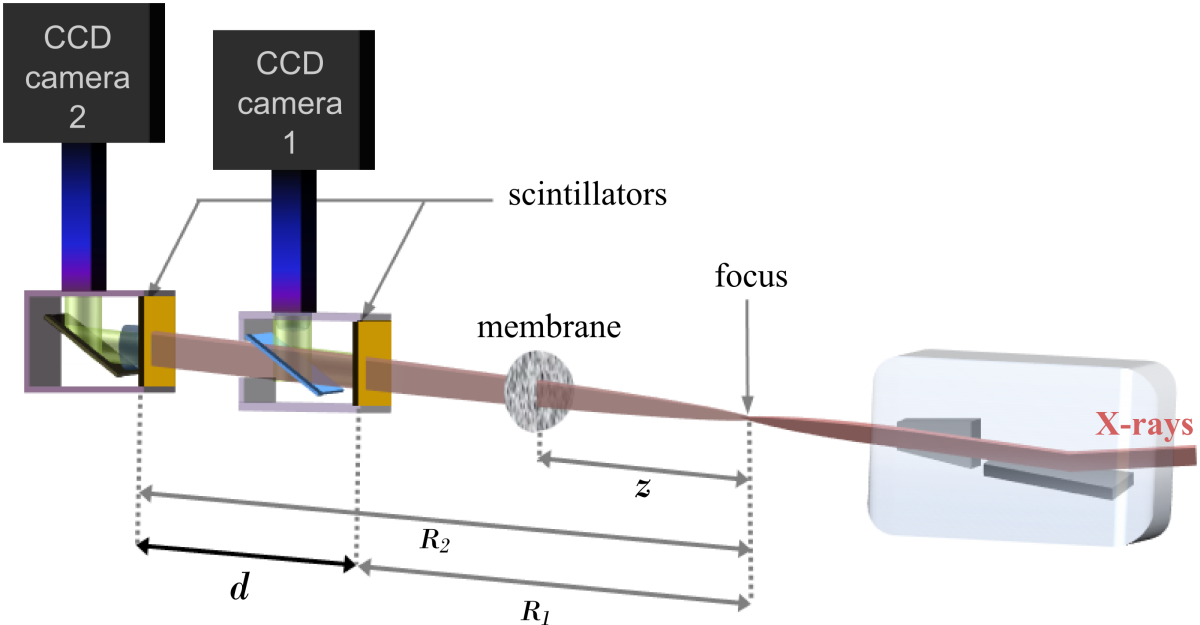 CCD
camera
2
CCD
camera
1
scintillators
focus
membrane
X-rays
z
R2
d
R1